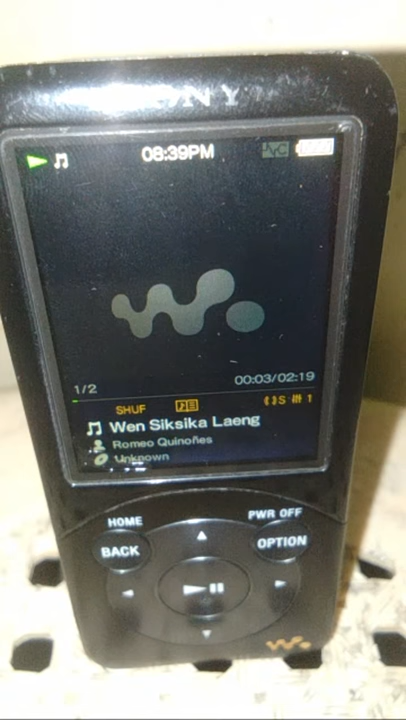 SONY
08:39PM
1/2 00:03/02:19
SHUF S 1
Wen Siksika Laeng
Romeo Quinoñes
Unknown
HOME PWR OFF
BACK OPTION